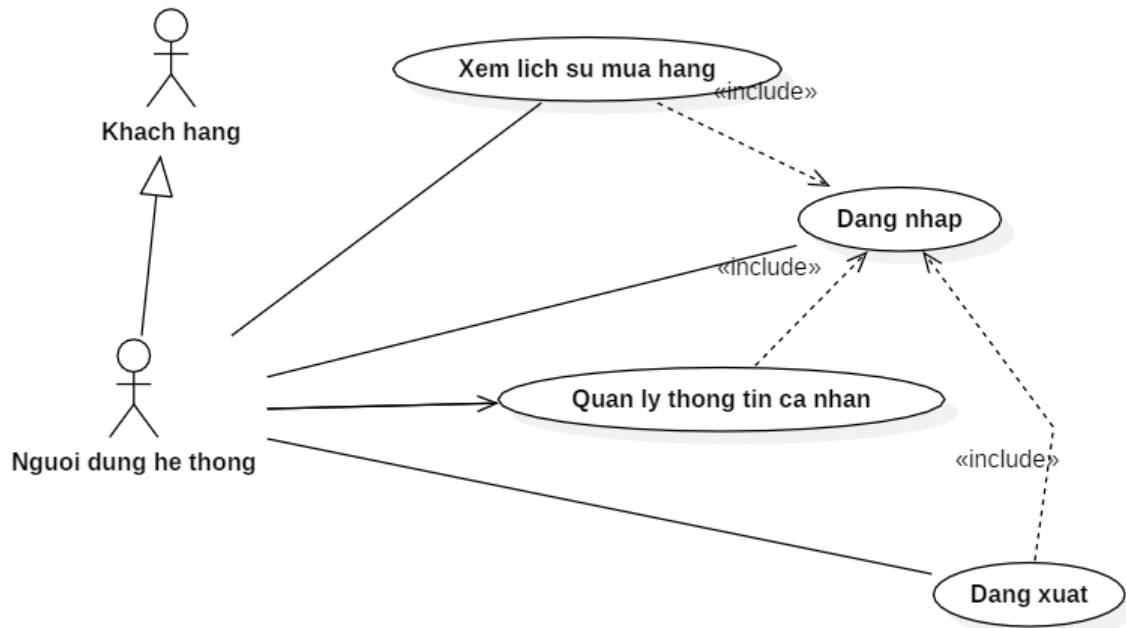 Xem lich su mua hang
«include»
Khach hang
Dang nhap
«include»
Quan ly thong tin ca nhan
Nguoi dung he thong
«include»
Dang xuat